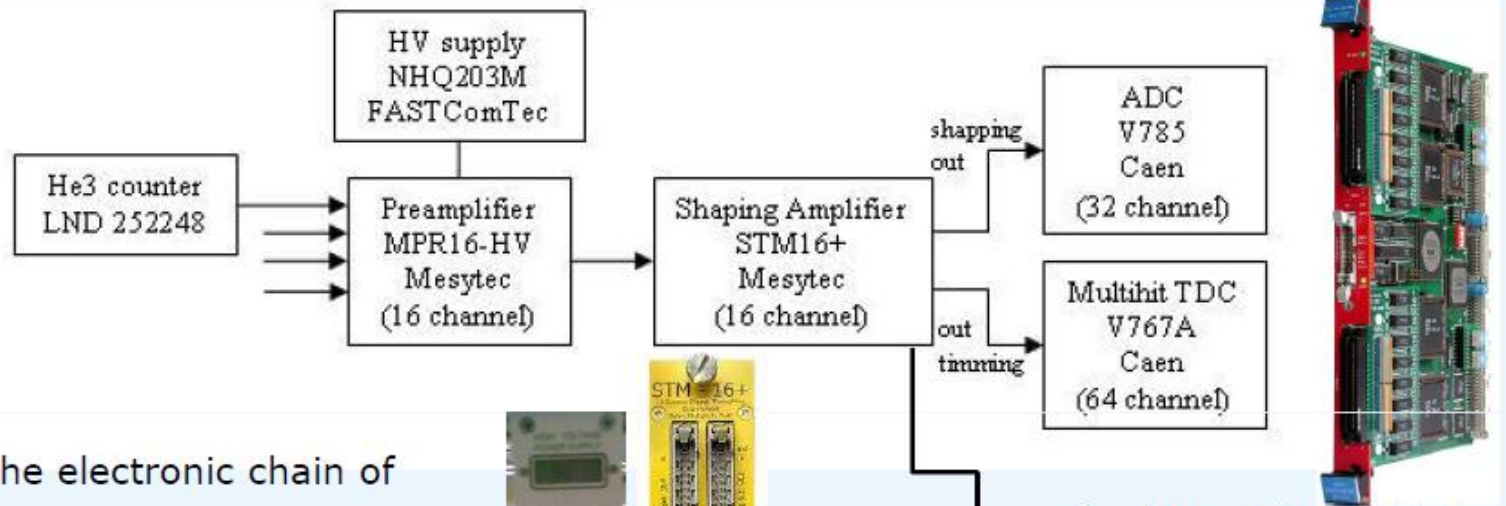 HV supply
NHQ203M
FASTComTec
He3 counter
LND 252248
Preamplifier
MPR16-HV
Mesytec
(16 channel)
Shaping Amplifier
STM16+
Mesytec
(16 channel)
shapping
out
ADC
V785
Caen
(32 channel)
out
timming
Multihit TDC
V767A
Caen
(64 channel)
STM - 16+
he electronic chain of